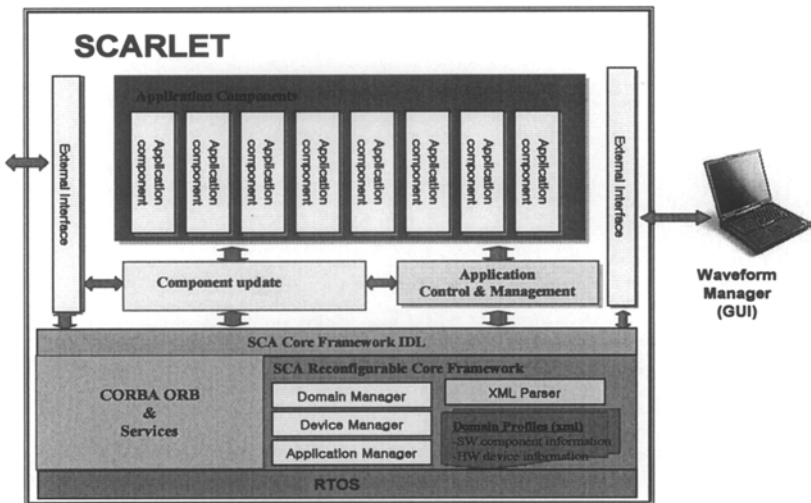 SCARLET
Application Components
External Interface
Application
component
Application
component
Application
component
Application
component
Application
component
Application
component
Application
component
Application
component
External Interface
Component update
Application
Control & Management
Waveform
Manager
(GUI)
SCA Core Framework IDL
CORBA ORB
&
Services
SCA Reconfigurable Core Framework
Domain Manager
Device Manager
Application Manager
XML Parser
Domain Profiles (xml)
-SW component information
-HW device information
RTOS